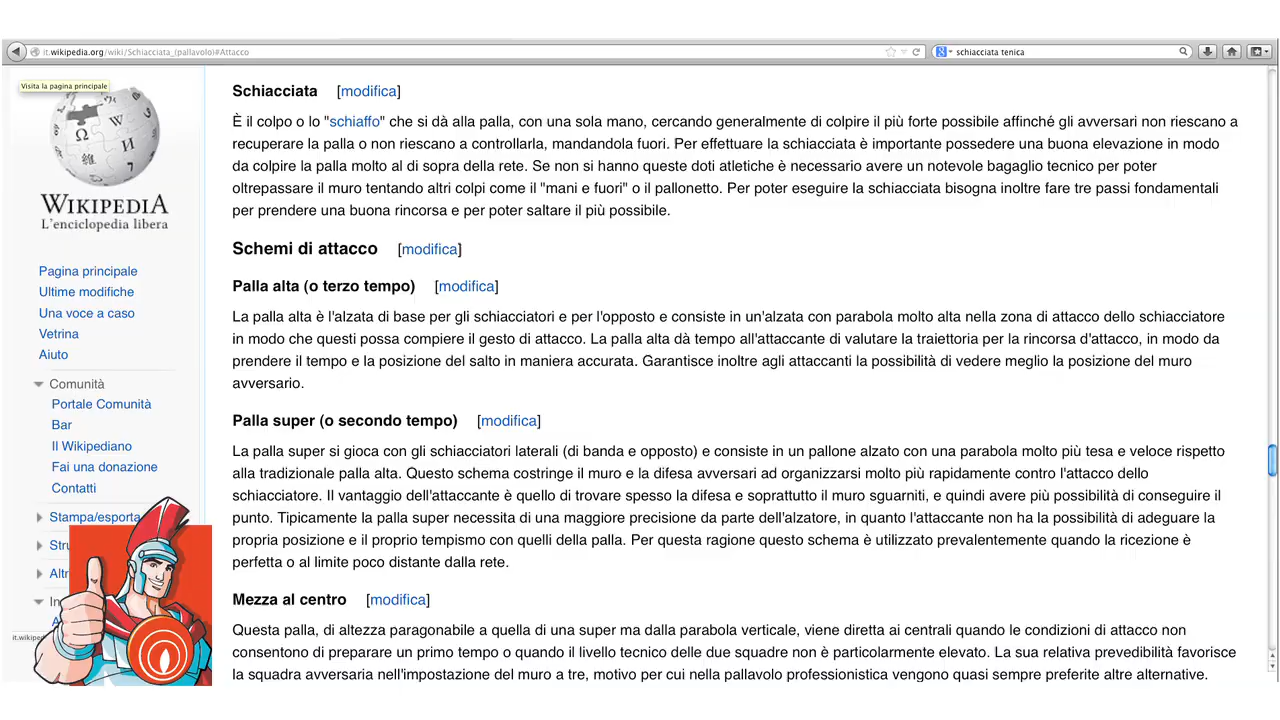 it.wikipedia.org/wiki/Schiacciata_(pallavolo)#Attacco
schiacciata tenica
Visita la pagina principale
WIKIPEDIA
L'enciclopedia libera
Pagina principale
Ultime modifiche
Una voce a caso
Vetrina
Aiuto
Comunità
Portale Comunità
Bar
Il Wikipediano
Fai una donazione
Contatti
Stampa/esporta
Schiacciata [modifica]
È il colpo o lo "schiaffo" che si dà alla palla, con una sola mano, cercando generalmente di colpire il più forte possibile affinché gli avversari non riescano a
recuperare la palla o non riescano a controllarla, mandandola fuori. Per effettuare la schiacciata è importante possedere una buona elevazione in modo
da colpire la palla molto al di sopra della rete. Se non si hanno queste doti atletiche è necessario avere un notevole bagaglio tecnico per poter
oltrepassare il muro tentando altri colpi come il "mani e fuori" o il pallonetto. Per poter eseguire la schiacciata bisogna inoltre fare tre passi fondamentali
per prendere una buona rincorsa e per poter saltare il più possibile.
Schemi di attacco [modifica]
Palla alta (o terzo tempo) [modifica]
La palla alta è l'alzata di base per gli schiacciatori e per l'opposto e consiste in un'alzata con parabola molto alta nella zona di attacco dello schiacciatore
in modo che questi possa compiere il gesto di attacco. La palla alta dà tempo all'attaccante di valutare la traiettoria per la rincorsa d'attacco, in modo da
prendere il tempo e la posizione del salto in maniera accurata. Garantisce inoltre agli attaccanti la possibilità di vedere meglio la posizione del muro
avversario.
Palla super (o secondo tempo) [modifica]
La palla super si gioca con gli schiacciatori laterali (di banda e opposto) e consiste in un pallone alzato con una parabola molto più tesa e veloce rispetto
alla tradizionale palla alta. Questo schema costringe il muro e la difesa avversari ad organizzarsi molto più rapidamente contro l'attacco dello
schiacciatore. Il vantaggio dell'attaccante è quello di trovare spesso la difesa e soprattutto il muro sguarniti, e quindi avere più possibilità di conseguire il
punto. Tipicamente la palla super necessita di una maggiore precisione da parte dell'alzatore, in quanto l'attaccante non ha la possibilità di adeguare la
propria posizione e il proprio tempismo con quelli della palla. Per questa ragione questo schema è utilizzato prevalentemente quando la ricezione è
perfetta o al limite poco distante dalla rete.
Mezza al centro [modifica]
Questa palla, di altezza paragonabile a quella di una super ma dalla parabola verticale, viene diretta ai centrali quando le condizioni di attacco non
consentono di preparare un primo tempo o quando il livello tecnico delle due squadre non è particolarmente elevato. La sua relativa prevedibilità favorisce
la squadra avversaria nell'impostazione del muro a tre, motivo per cui nella pallavolo professionistica vengono quasi sempre preferite altre alternative.